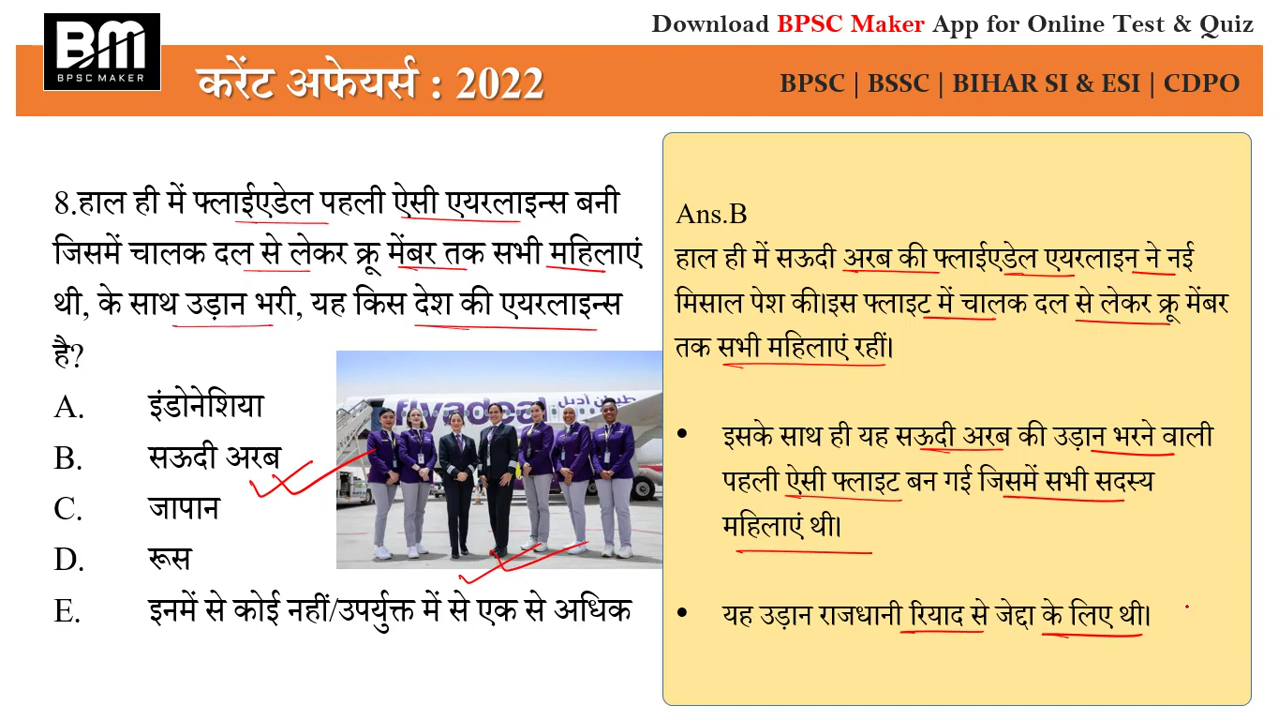 Download BPSC Maker App for Online Test & Quiz
BM
BPSC MAKER
करेंट अफेयर्स : 2022
BPSC | BSSC | BIHAR SI & ESI | CDPO
8.हाल ही में फ्लाईएडेल पहली ऐसी एयरलाइन्स बनी
जिसमें चालक दल से लेकर क्रू मेंबर तक सभी महिलाएं
थी, के साथ उड़ान भरी, यह किस देश की एयरलाइन्स
है?
A. इंडोनेशिया
B. सऊदी अरब
C. जापान
D. रूस
E. इनमें से कोई नहीं/उपर्युक्त में से एक से अधिक
flyadeal طيران أديل
Ans.B
हाल ही में सऊदी अरब की फ्लाईएडेल एयरलाइन ने नई
मिसाल पेश की।इस फ्लाइट में चालक दल से लेकर क्रू मेंबर
तक सभी महिलाएं रहीं।
• इसके साथ ही यह सऊदी अरब की उड़ान भरने वाली
पहली ऐसी फ्लाइट बन गई जिसमें सभी सदस्य
महिलाएं थी।
• यह उड़ान राजधानी रियाद से जेद्दा के लिए थी।